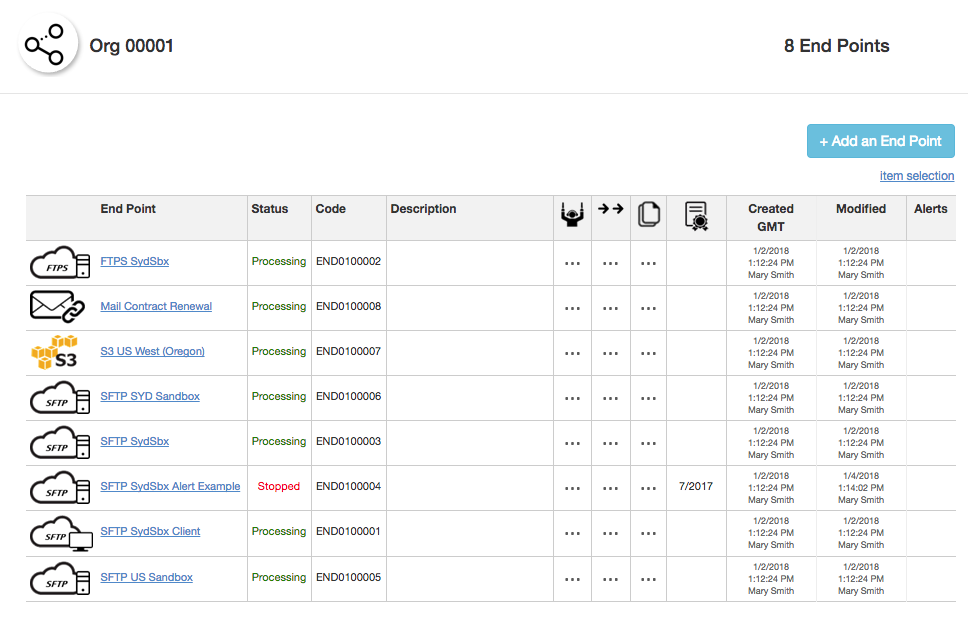 Org 00001
8 End Points
+ Add an End Point
item selection
End Point Status Code Description Created GMT Modified Alerts
FTPS FTPS SydSbx Processing END0100002 ... ... ... 1/2/2018 1:12:24 PM Mary Smith 1/2/2018 1:12:24 PM Mary Smith
Mail Contract Renewal Processing END0100008 ... ... ... 1/2/2018 1:12:24 PM Mary Smith 1/2/2018 1:12:24 PM Mary Smith
S3 S3 US West (Oregon) Processing END0100007 ... ... ... 1/2/2018 1:12:24 PM Mary Smith 1/2/2018 1:12:24 PM Mary Smith
SFTP SFTP SYD Sandbox Processing END0100006 ... ... ... 1/2/2018 1:12:24 PM Mary Smith 1/2/2018 1:12:24 PM Mary Smith
SFTP SFTP SydSbx Processing END0100003 ... ... ... 1/2/2018 1:12:24 PM Mary Smith 1/2/2018 1:12:24 PM Mary Smith
SFTP SFTP SydSbx Alert Example Stopped END0100004 ... ... ... 7/2017 1/2/2018 1:12:24 PM Mary Smith 1/4/2018 1:14:02 PM Mary Smith
SFTP SFTP SydSbx Client Processing END0100001 ... ... ... 1/2/2018 1:12:24 PM Mary Smith 1/2/2018 1:12:24 PM Mary Smith
SFTP SFTP US Sandbox Processing END0100005 ... ... ... 1/2/2018 1:12:24 PM Mary Smith 1/2/2018 1:12:24 PM Mary Smith